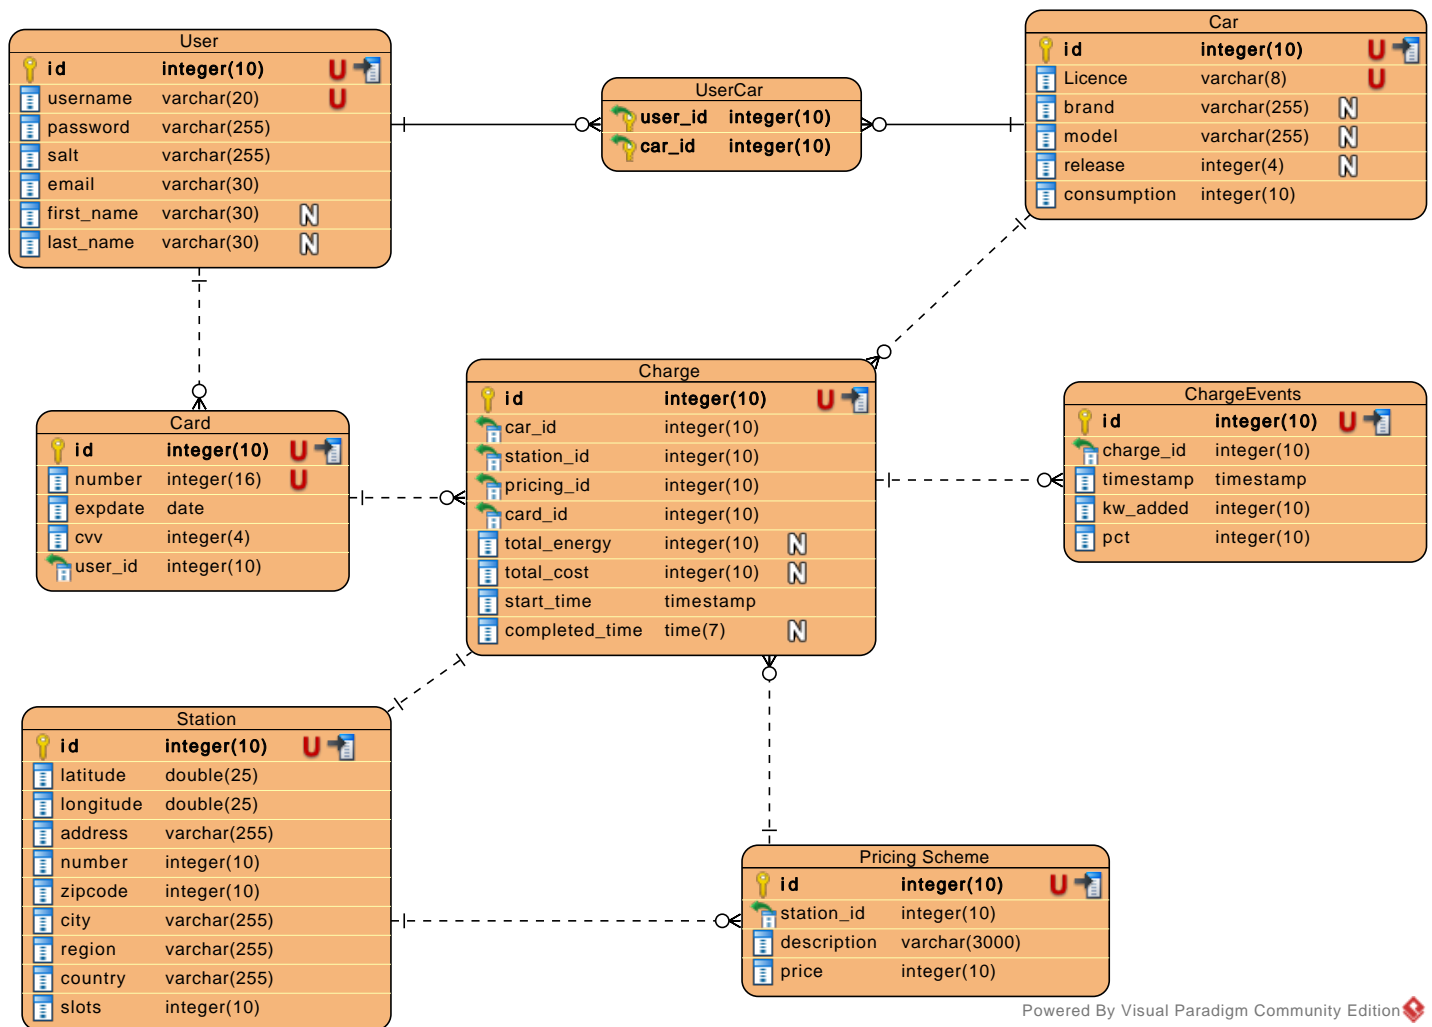 User
id integer(10) U
username varchar(20) U
password varchar(255)
salt varchar(255)
email varchar(30)
first_name varchar(30) N
last_name varchar(30) N
UserCar
user_id integer(10)
car_id integer(10)
Car
id integer(10) U
Licence varchar(8) U
brand varchar(255) N
model varchar(255) N
release integer(4) N
consumption integer(10)
Card
id integer(10) U
number integer(16) U
expdate date
cvv integer(4)
user_id integer(10)
Charge
id integer(10) U
car_id integer(10)
station_id integer(10)
pricing_id integer(10)
card_id integer(10)
total_energy integer(10) N
total_cost integer(10) N
start_time timestamp
completed_time time(7) N
ChargeEvents
id integer(10) U
charge_id integer(10)
timestamp timestamp
kw_added integer(10)
pct integer(10)
Station
id integer(10) U
latitude double(25)
longitude double(25)
address varchar(255)
number integer(10)
zipcode integer(10)
city varchar(255)
region varchar(255)
country varchar(255)
slots integer(10)
Pricing Scheme
id integer(10) U
station_id integer(10)
description varchar(3000)
price integer(10)
Powered By Visual Paradigm Community Edition